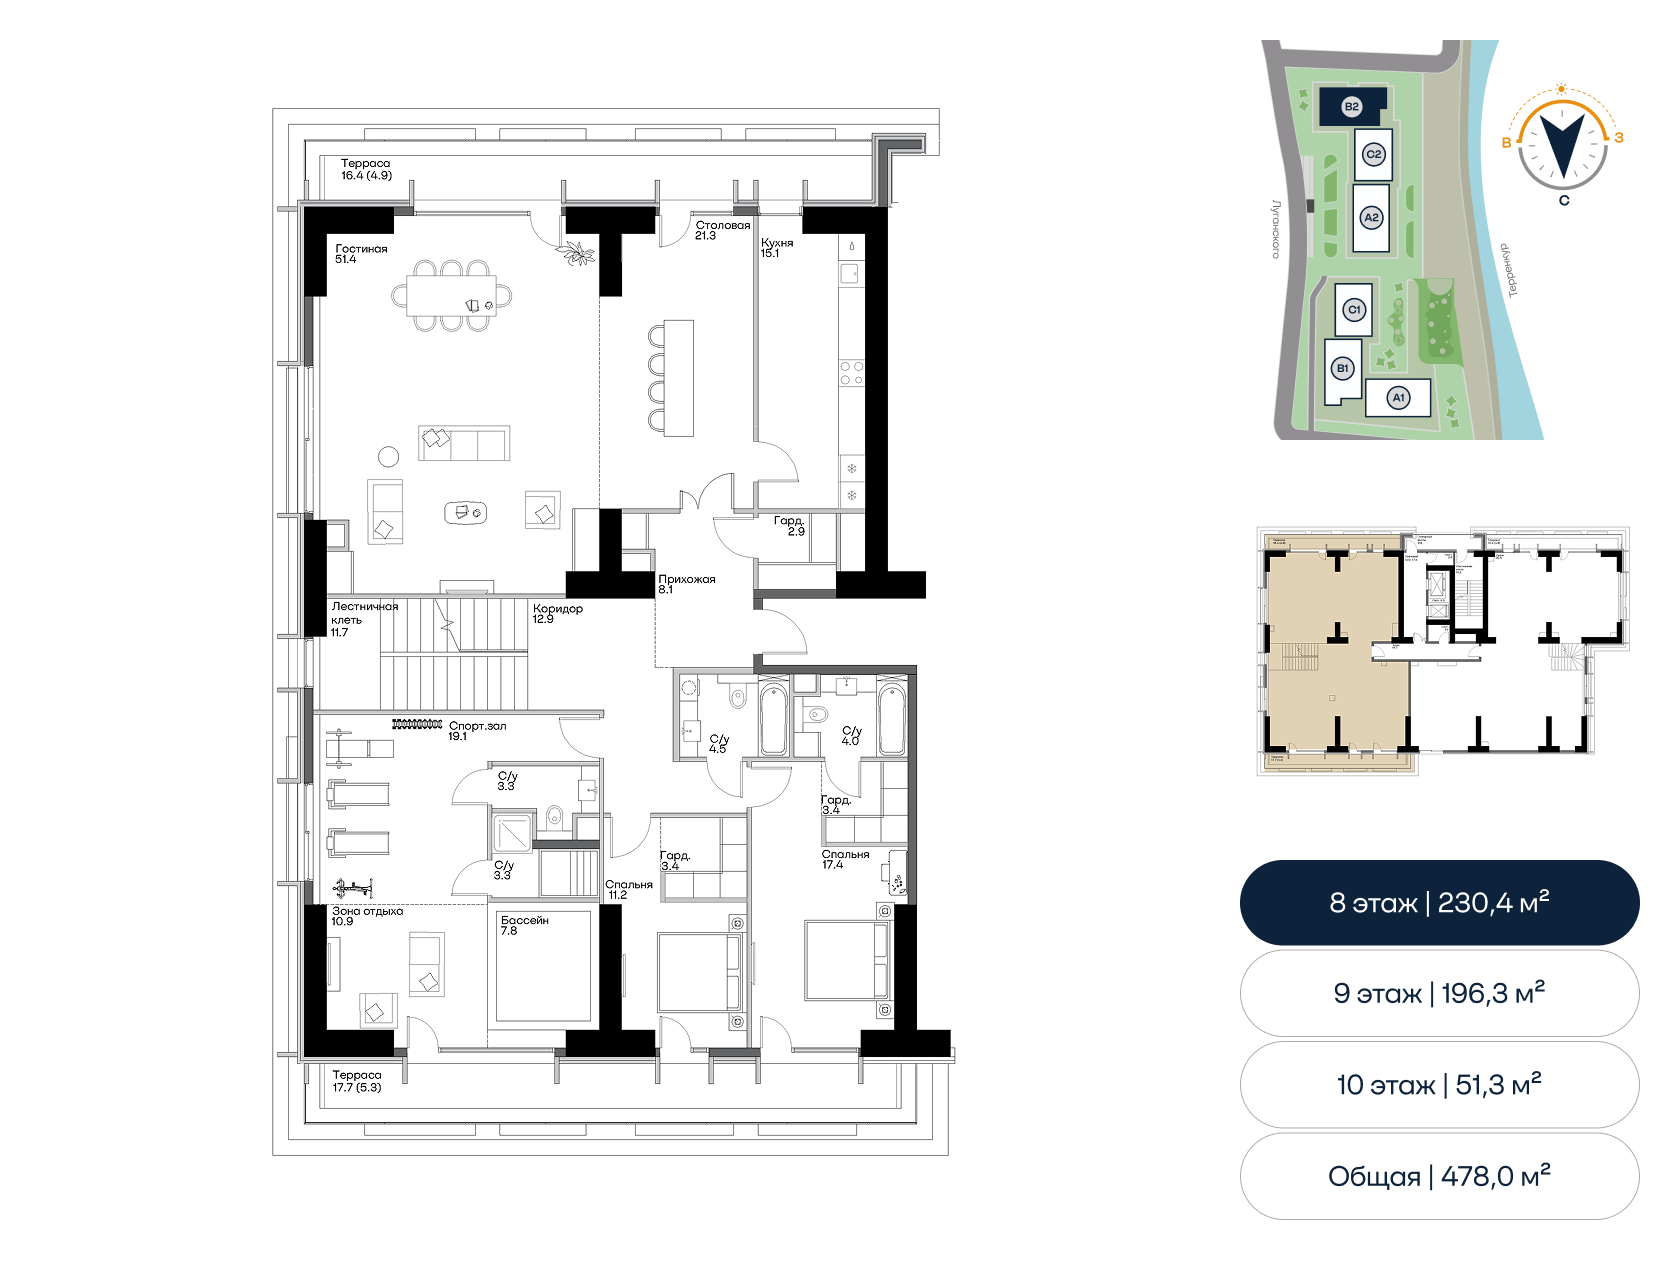 Терраса
16.4 (4.9)
Гостиная
51.4
Столовая
21.3
Кухня
15.1
Гард.
2.9
Прихожая
8.1
Лестничная
клеть
11.7
Коридор
12.9
Спорт.зал
19.1
С/у
4.5
С/у
4.0
С/у
3.3
Гард.
3.4
С/у
3.3
Гард.
3.4
Спальня
17.4
Спальня
11.2
Зона отдыха
10.9
Бассейн
7.8
Терраса
17.7 (5.3)
B2
C2
A2
C1
B1
A1
Луганского
Терренкур
В
З
С
8 этаж | 230,4 м²
9 этаж | 196,3 м²
10 этаж | 51,3 м²
Общая | 478,0 м²